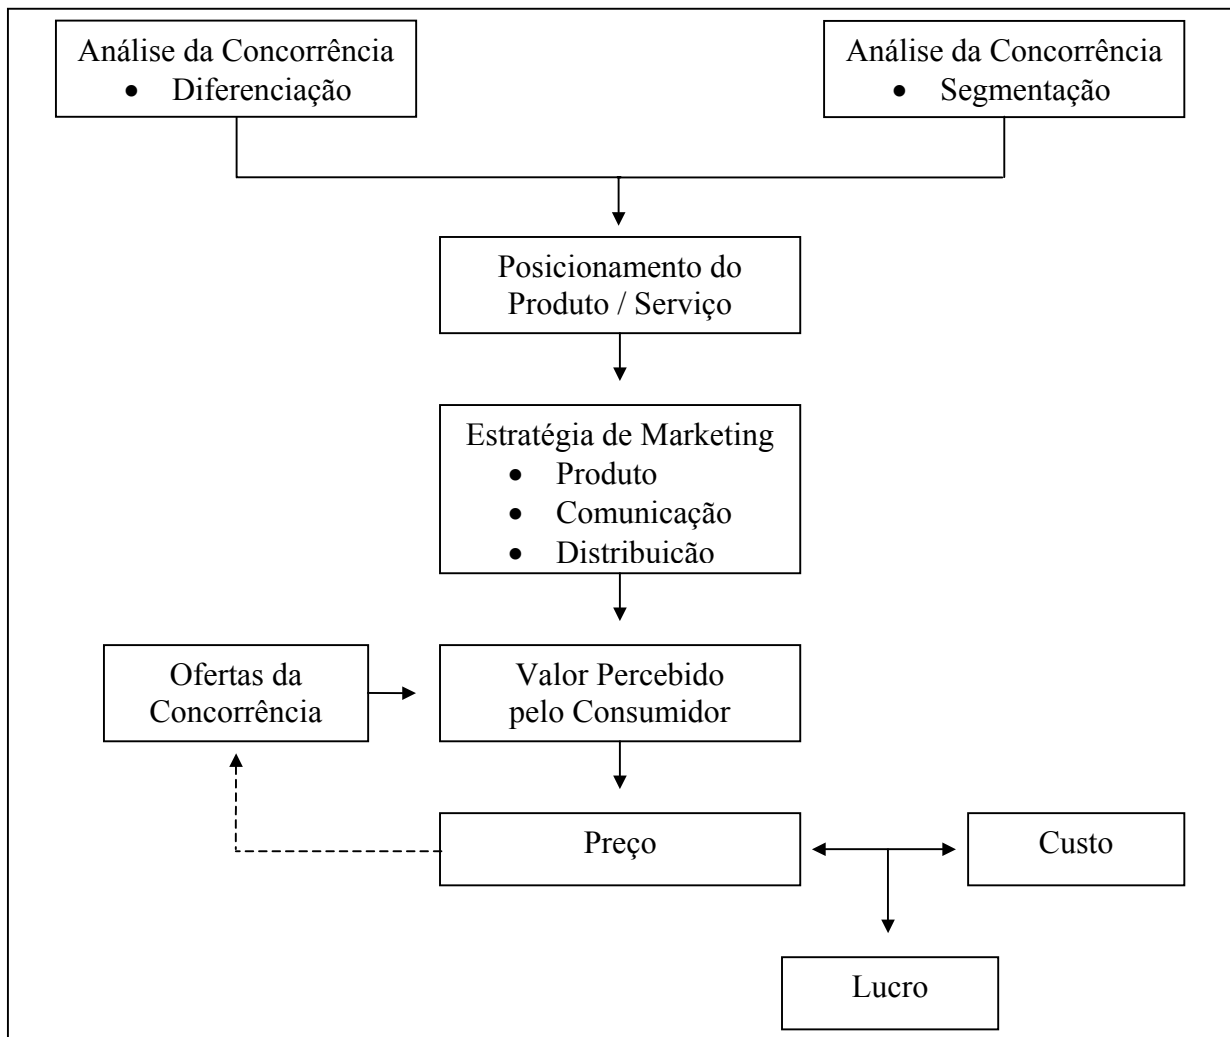 Análise da Concorrência
• Diferenciação
Análise da Concorrência
• Segmentação
Posicionamento do
Produto / Serviço
Estratégia de Marketing
• Produto
• Comunicação
• Distribuicão
Ofertas da
Concorrência
Valor Percebido
pelo Consumidor
Preço
Custo
Lucro